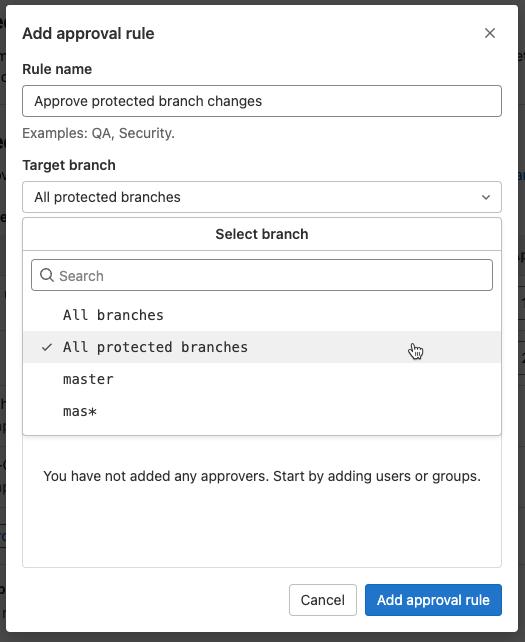 Add approval rule
Rule name
Approve protected branch changes
Examples: QA, Security.
Target branch
All protected branches
Select branch
Search
All branches
All protected branches
master
mas*
You have not added any approvers. Start by adding users or groups.
Cancel
Add approval rule